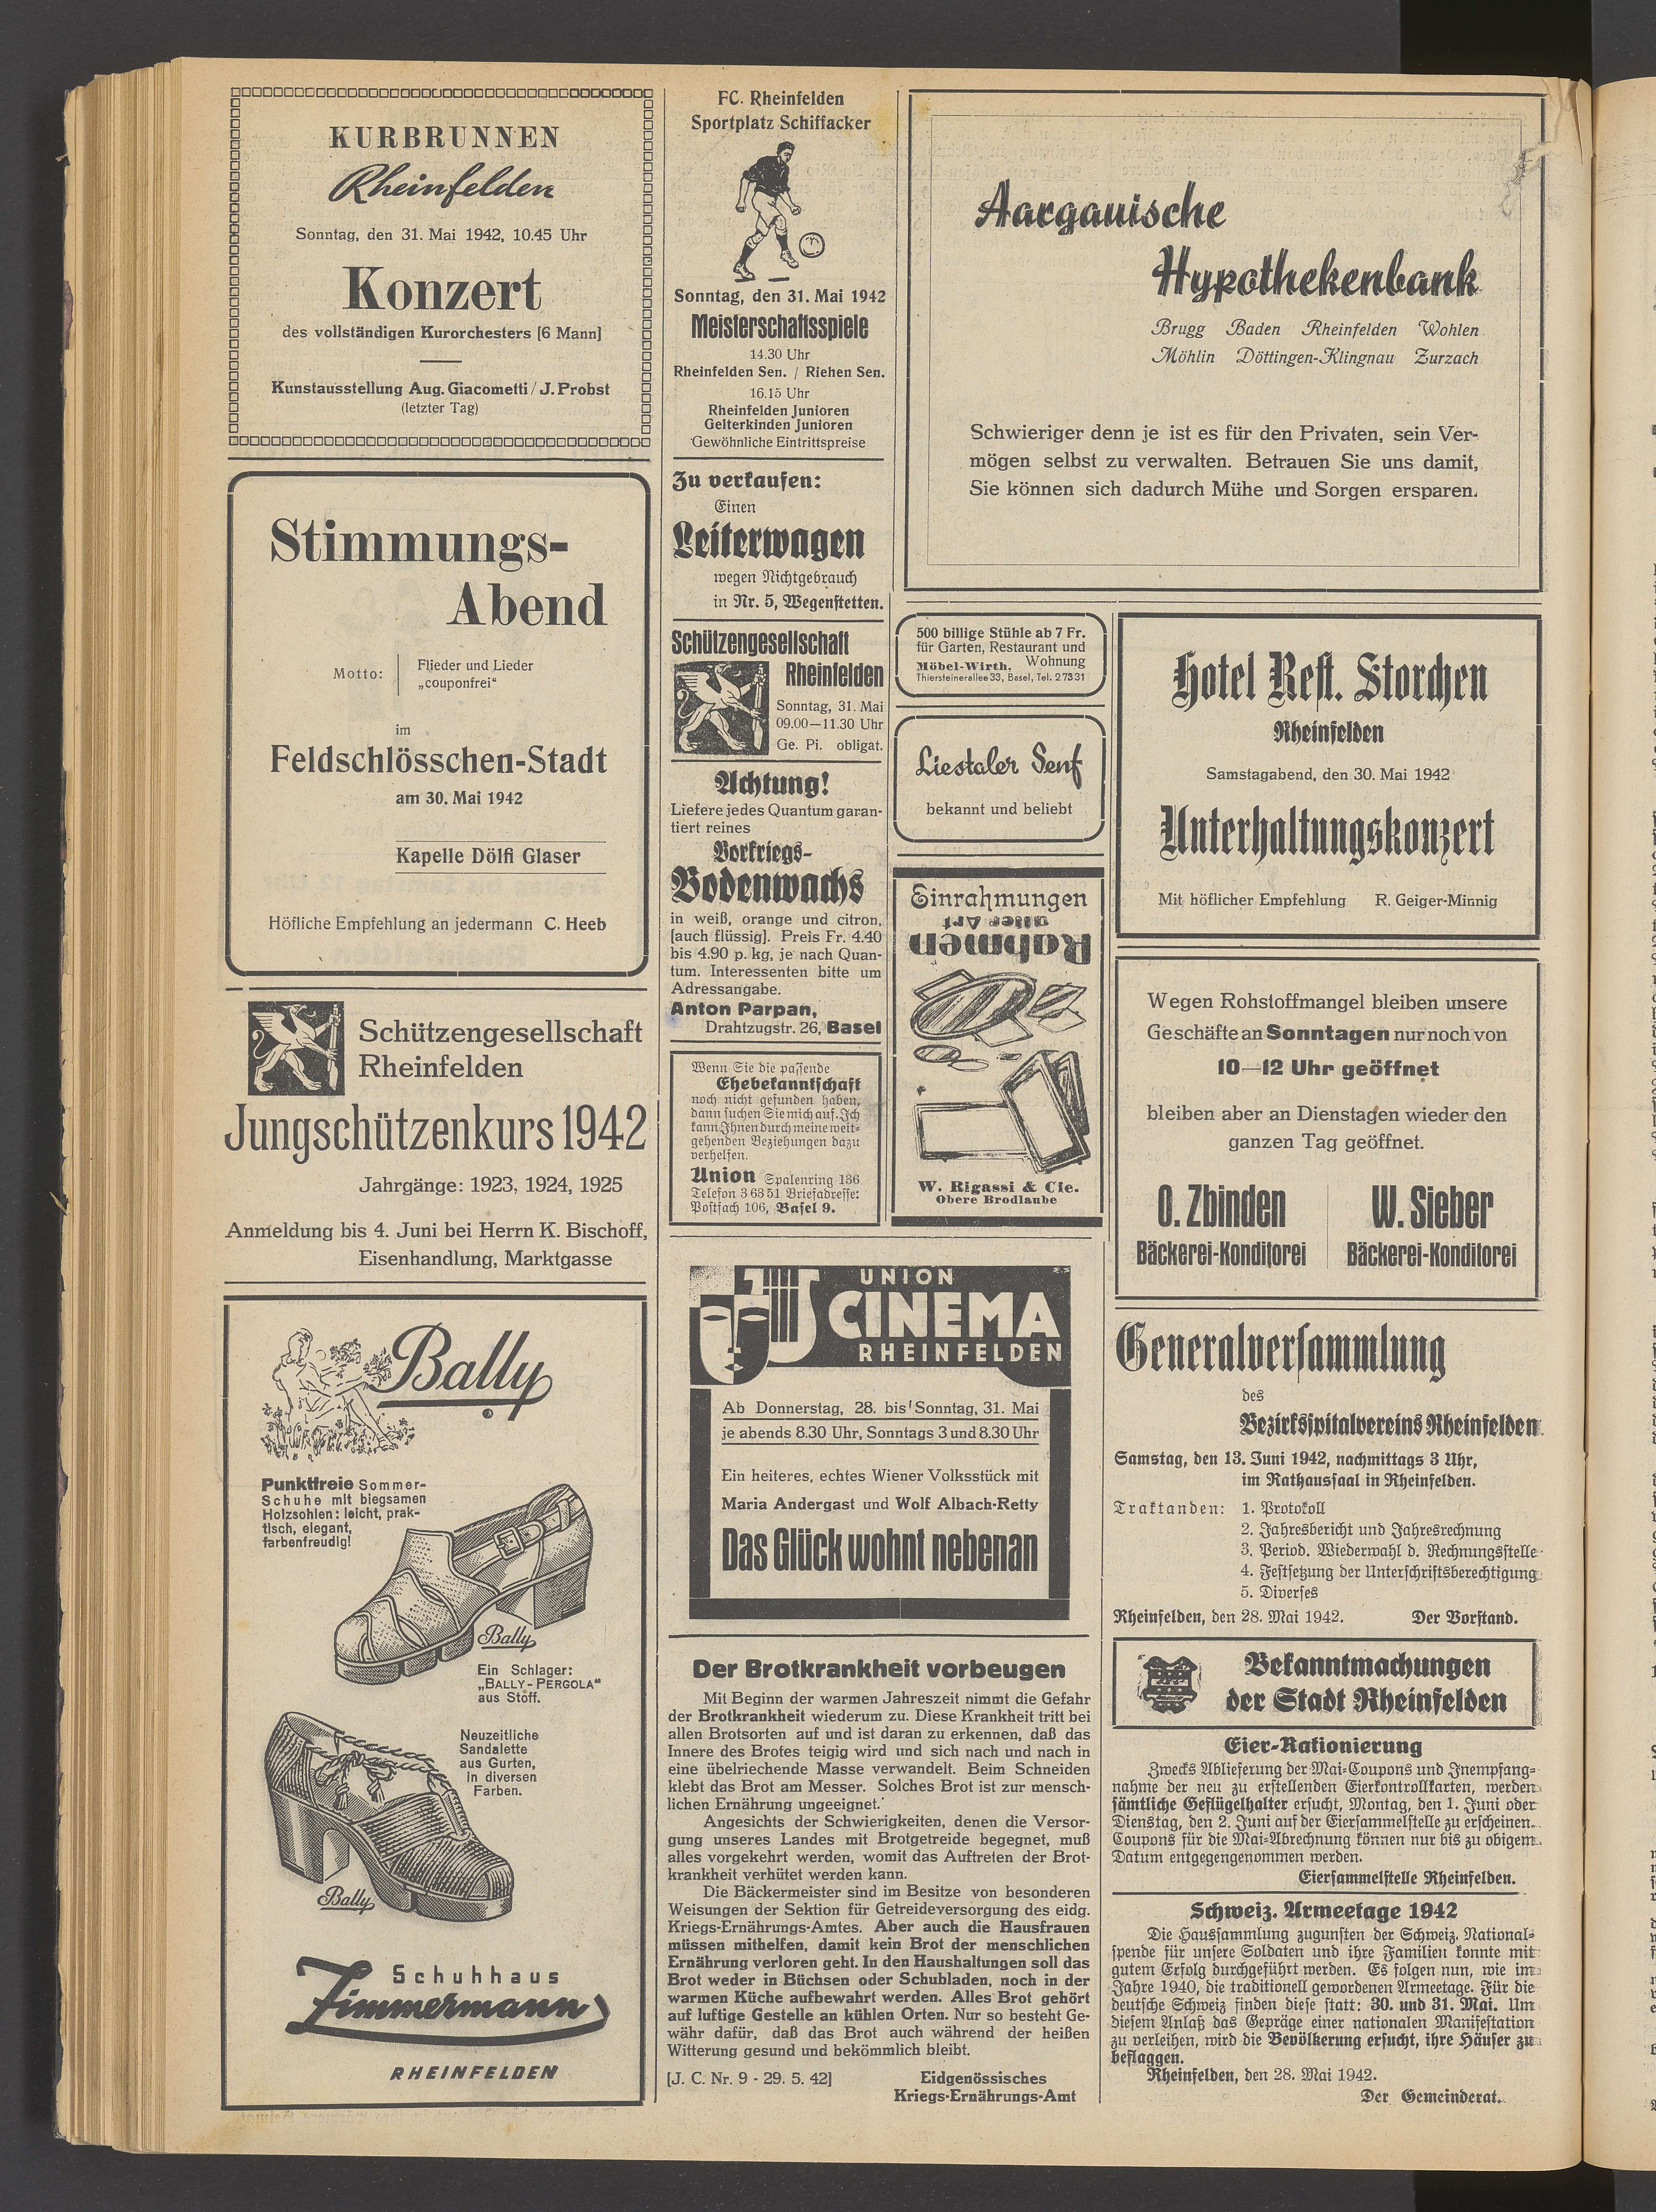 KURBRUNNEN
Rheinfelden
Sonntag, den 31. Mai 1942, 10.45 Uhr
Konzert
des vollständigen Kurorchesters [6 Mann]
Kunstausstellung Aug. Giacometti / J. Probst
(letzter Tag)
Stimmungs-
Abend
Motto:
Flieder und Lieder
„couponfrei“
im
Feldschlösschen-Stadt
am 30. Mai 1942
Kapelle Dölfi Glaser
Höfliche Empfehlung an jedermann C. Heeb
Schützengesellschaft
Rheinfelden
Jungschützenkurs 1942
Jahrgänge: 1923, 1924, 1925
Anmeldung bis 4. Juni bei Herrn K. Bischoff,
Eisenhandlung, Marktgasse
Bally
Punktfreie Sommer-
Schuhe mit biegsamen
Holzsohlen: leicht, prak-
tisch, elegant,
farbenfreudig!
Bally
Ein Schlager:
„BALLY-PERGOLA“
aus Stoff.
Neuzeitliche
Sandalette
aus Gurten,
in diversen
Farben.
Bally
Schuhhaus
Zimmermann
RHEINFELDEN
FC. Rheinfelden
Sportplatz Schiffacker
Sonntag, den 31. Mai 1942
Meisterschaftsspiele
14.30 Uhr
Rheinfelden Sen. / Riehen Sen.
16.15 Uhr
Rheinfelden Junioren
Gelterkinden Junioren
Gewöhnliche Eintrittspreise
Zu verkaufen:
Einen
Leiterwagen
wegen Nichtgebrauch
in Nr. 5, Wegenstetten.
Schützengesellschaft
Rheinfelden
Sonntag, 31. Mai
09.00—11.30 Uhr
Ge. Pi. obligat.
Achtung!
Liefere jedes Quantum garan-
tiert reines
Vorkriegs-
Bodenwachs
in weiß, orange und citron,
[auch flüssig]. Preis Fr. 4.40
bis 4.90 p. kg, je nach Quan-
tum. Interessenten bitte um
Adressangabe.
Anton Parpan,
Drahtzugstr. 26, Basel
Wenn Sie die passende
Ehebekanntschaft
noch nicht gefunden haben,
dann suchen Sie mich auf. Ich
kann Ihnen durch meine weit-
gehenden Beziehungen dazu
verhelfen.
Union Spalenring 136
Telefon 3 63 51 Briefadresse:
Postfach 106, Basel 9.
Aargauische
Hypothekenbank
Brugg Baden Rheinfelden Wohlen
Möhlin Döttingen-Klingnau Zurzach
Schwieriger denn je ist es für den Privaten, sein Ver-
mögen selbst zu verwalten. Betrauen Sie uns damit,
Sie können sich dadurch Mühe und Sorgen ersparen.
500 billige Stühle ab 7 Fr.
für Garten, Restaurant und
Möbel-Wirth, Wohnung
Thiersteinerallee 33, Basel, Tel. 2 73 31
Liestaler Senf
bekannt und beliebt
Einrahmungen
aller Art
Rahmen
W. Rigassi & Cie.
Obere Brodlaube
Hotel Rest. Storchen
Rheinfelden
Samstagabend, den 30. Mai 1942
Unterhaltungskonzert
Mit höflicher Empfehlung R. Geiger-Minnig
Wegen Rohstoffmangel bleiben unsere
Geschäfte an Sonntagen nur noch von
10—12 Uhr geöffnet
bleiben aber an Dienstagen wieder den
ganzen Tag geöffnet.
O. Zbinden
Bäckerei-Konditorei
W. Sieber
Bäckerei-Konditorei
UNION
CINEMA
RHEINFELDEN
Ab Donnerstag, 28. bis Sonntag, 31. Mai
je abends 8.30 Uhr, Sonntags 3 und 8.30 Uhr
Ein heiteres, echtes Wiener Volksstück mit
Maria Andergast und Wolf Albach-Retty
Das Glück wohnt nebenan
Der Brotkrankheit vorbeugen
Mit Beginn der warmen Jahreszeit nimmt die Gefahr
der Brotkrankheit wiederum zu. Diese Krankheit tritt bei
allen Brotsorten auf und ist daran zu erkennen, daß das
Innere des Brotes teigig wird und sich nach und nach in
eine übelriechende Masse verwandelt. Beim Schneiden
klebt das Brot am Messer. Solches Brot ist zur mensch-
lichen Ernährung ungeeignet.
Angesichts der Schwierigkeiten, denen die Versor-
gung unseres Landes mit Brotgetreide begegnet, muß
alles vorgekehrt werden, womit das Auftreten der Brot-
krankheit verhütet werden kann.
Die Bäckermeister sind im Besitze von besonderen
Weisungen der Sektion für Getreideversorgung des eidg.
Kriegs-Ernährungs-Amtes. Aber auch die Hausfrauen
müssen mithelfen, damit kein Brot der menschlichen
Ernährung verloren geht. In den Haushaltungen soll das
Brot weder in Büchsen oder Schubladen, noch in der
warmen Küche aufbewahrt werden. Alles Brot gehört
auf luftige Gestelle an kühlen Orten. Nur so besteht Ge-
währ dafür, daß das Brot auch während der heißen
Witterung gesund und bekömmlich bleibt.
[J. C. Nr. 9 - 29. 5. 42]
Eidgenössisches
Kriegs-Ernährungs-Amt
Generalversammlung
des
Bezirksspitalvereins Rheinfelden
Samstag, den 13. Juni 1942, nachmittags 3 Uhr,
im Rathaussaal in Rheinfelden.
Traktanden: 1. Protokoll
2. Jahresbericht und Jahresrechnung
3. Period. Wiederwahl d. Rechnungsstelle
4. Festsetzung der Unterschriftsberechtigung
5. Diverses
Rheinfelden, den 28. Mai 1942. Der Vorstand.
Bekanntmachungen
der Stadt Rheinfelden
Eier-Rationierung
Zwecks Ablieferung der Mai-Coupons und Inempfang-
nahme der neu zu erstellenden Eierkontrollkarten, werden
sämtliche Geflügelhalter ersucht, Montag, den 1. Juni oder
Dienstag, den 2. Juni auf der Eiersammelstelle zu erscheinen.
Coupons für die Mai-Abrechnung können nur bis zu obigem
Datum entgegengenommen werden.
Eiersammelstelle Rheinfelden.
Schweiz. Armeetage 1942
Die Haussammlung zugunsten der Schweiz. National-
spende für unsere Soldaten und ihre Familien konnte mit
gutem Erfolg durchgeführt werden. Es folgen nun, wie im
Jahre 1940, die traditionell gewordenen Armeetage. Für die
deutsche Schweiz finden diese statt: 30. und 31. Mai. Um
diesem Anlaß das Gepräge einer nationalen Manifestation
zu verleihen, wird die Bevölkerung ersucht, ihre Häuser zu
beflaggen.
Rheinfelden, den 28. Mai 1942.
Der Gemeinderat.